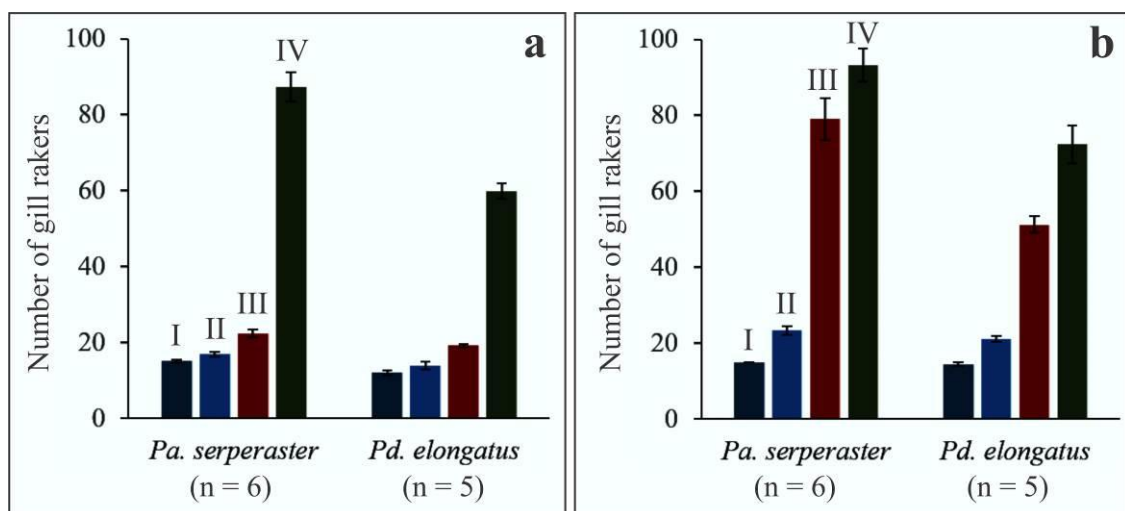 a
Number of gill rakers
100
80
60
40
20
0
I
II
III
IV
Pa. serperaster
(n = 6)
Pd. elongatus
(n = 5)
b
Number of gill rakers
100
80
60
40
20
0
I
II
III
IV
Pa. serperaster
(n = 6)
Pd. elongatus
(n = 5)